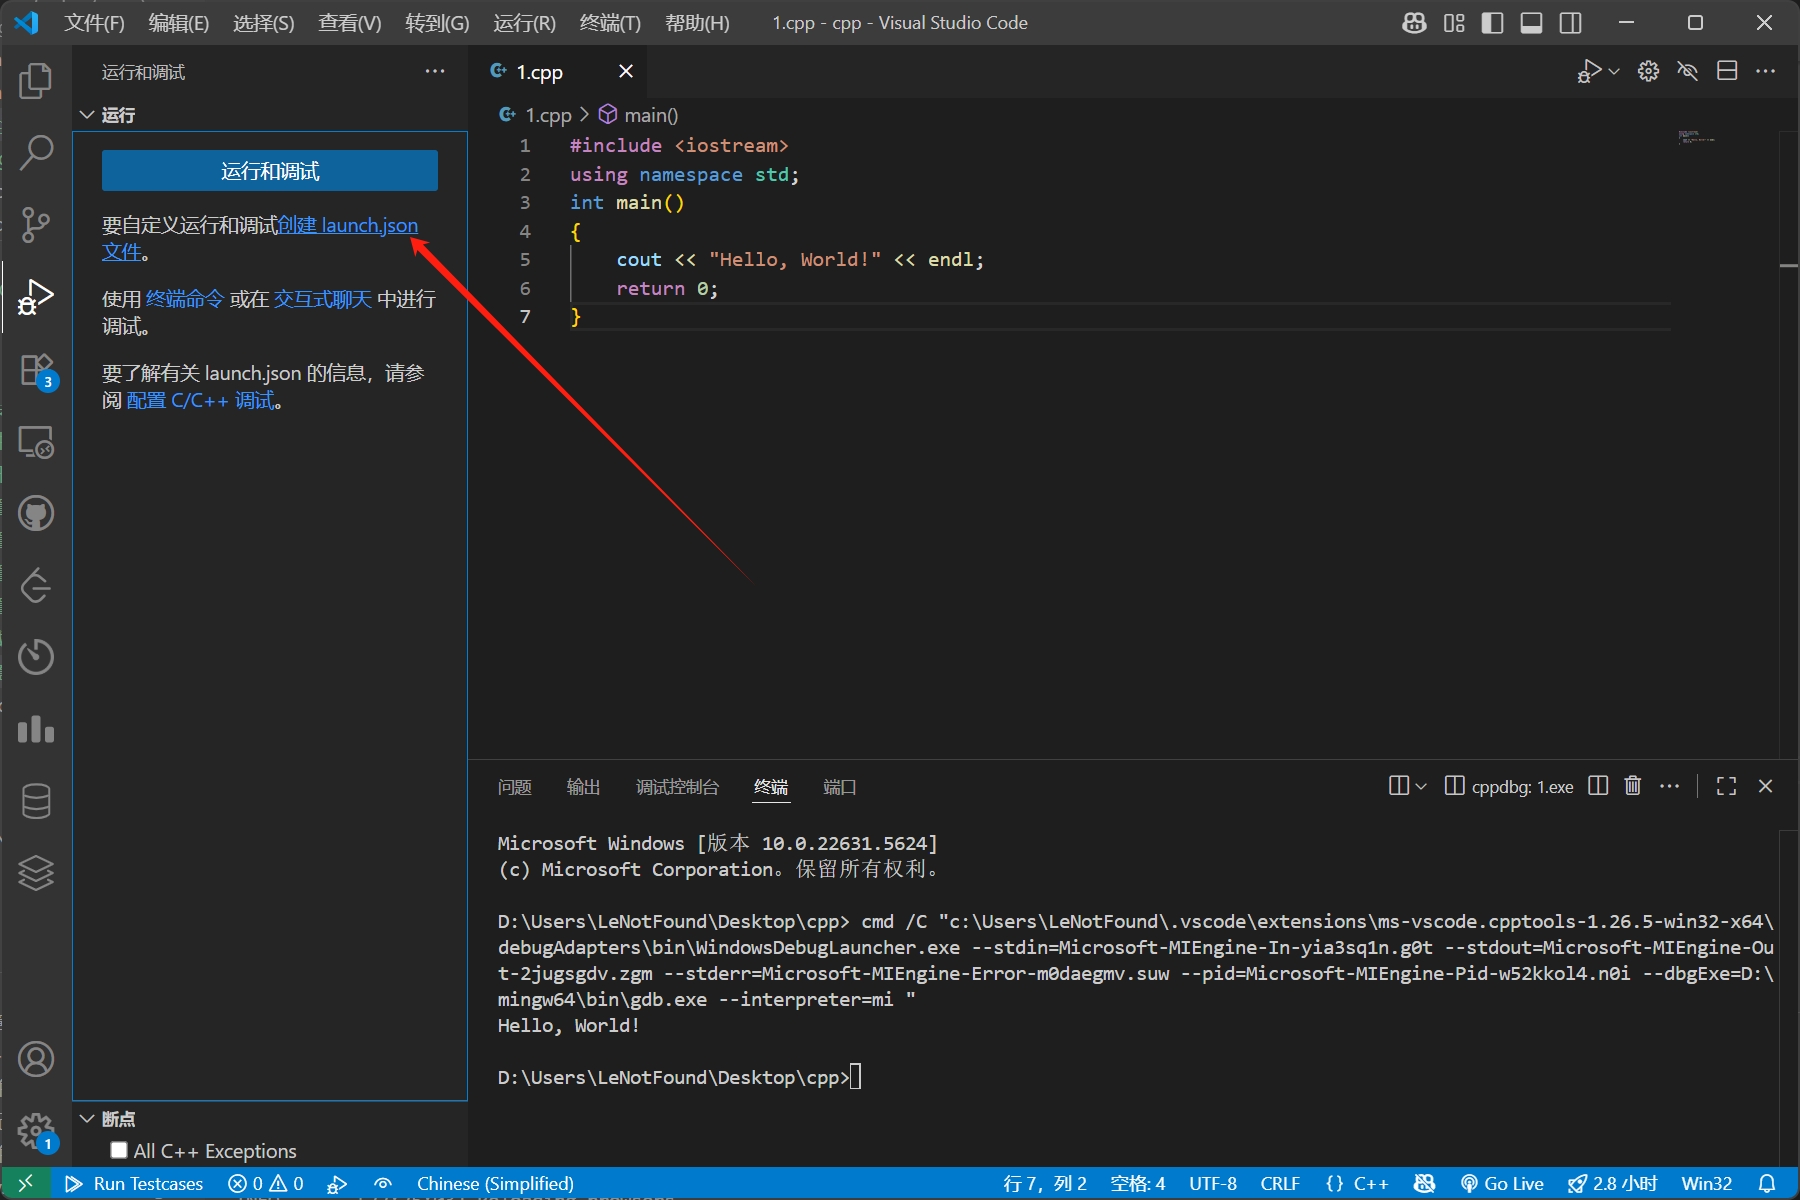 文件(F) 编辑(E) 选择(S) 查看(V) 转到(G) 运行(R) 终端(T) 帮助(H) 1.cpp - cpp - Visual Studio Code
运行和调试
运行
运行和调试
要自定义运行和调试创建 launch.json
文件。
使用 终端命令 或在 交互式聊天 中进行
调试。
要了解有关 launch.json 的信息，请参
阅 配置 C/C++ 调试。
3
1
断点
All C++ Exceptions
1.cpp
1.cpp > main()
1 #include <iostream>
2 using namespace std;
3 int main()
4 {
5 cout << "Hello, World!" << endl;
6 return 0;
7 }
问题 输出 调试控制台 终端 端口 cppdbg: 1.exe
Microsoft Windows [版本 10.0.22631.5624]
(c) Microsoft Corporation。保留所有权利。
D:\Users\LeNotFound\Desktop\cpp> cmd /C "c:\Users\LeNotFound\.vscode\extensions\ms-vscode.cpptools-1.26.5-win32-x64\
debugAdapters\bin\WindowsDebugLauncher.exe --stdin=Microsoft-MIEngine-In-yia3sq1n.g0t --stdout=Microsoft-MIEngine-Ou
t-2jugsgdv.zgm --stderr=Microsoft-MIEngine-Error-m0daegmv.suw --pid=Microsoft-MIEngine-Pid-w52kkol4.n0i --dbgExe=D:\
mingw64\bin\gdb.exe --interpreter=mi "
Hello, World!
D:\Users\LeNotFound\Desktop\cpp>
Run Testcases 0 0 Chinese (Simplified) 行 7，列 2 空格: 4 UTF-8 CRLF {} C++ Go Live 2.8 小时 Win32